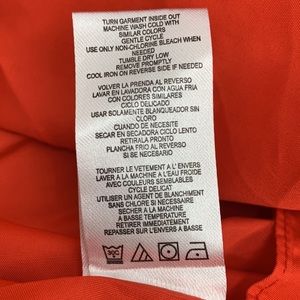 TURN GARMENT INSIDE OUT
MACHINE WASH COLD WITH
SIMILAR COLORS
GENTLE CYCLE
USE ONLY NON-CHLORINE BLEACH WHEN
NEEDED
TUMBLE DRY LOW
REMOVE PROMPTLY
COOL IRON ON REVERSE SIDE IF NEEDED
VOLVER LA PRENDA AL REVERSO
LAVAR EN LAVADORA CON AGUA FRIA
CON COLORES SIMILARES
CICLO DELICADO
USAR SOLAMENTE BLANQUEADOR SIN
CLORO
CUANDO DE NECESITE
SECAR EN SECADORA CICLO LENTO
RETIRALA PRONTO
PLANCHA FRIO AL REVERSO
SI SE NECESARIO
TOURNER LE VETEMENT A L' ENVERS
LAVER A LA MACHINE A L'EAU FROIDE
AVEC COULEURS SEMBLABLES
CYCLE DELICAT
UTILISER UN AGENT DE BLANCHIMENT
SANS CHLORE SI NECESSAIRE
SECHER PAR CULBUTAGE
A BASSE TEMPERATURE
RETIRER IMMEDIATEMENT
REPASSER SUR L'ENVERS A BASSE